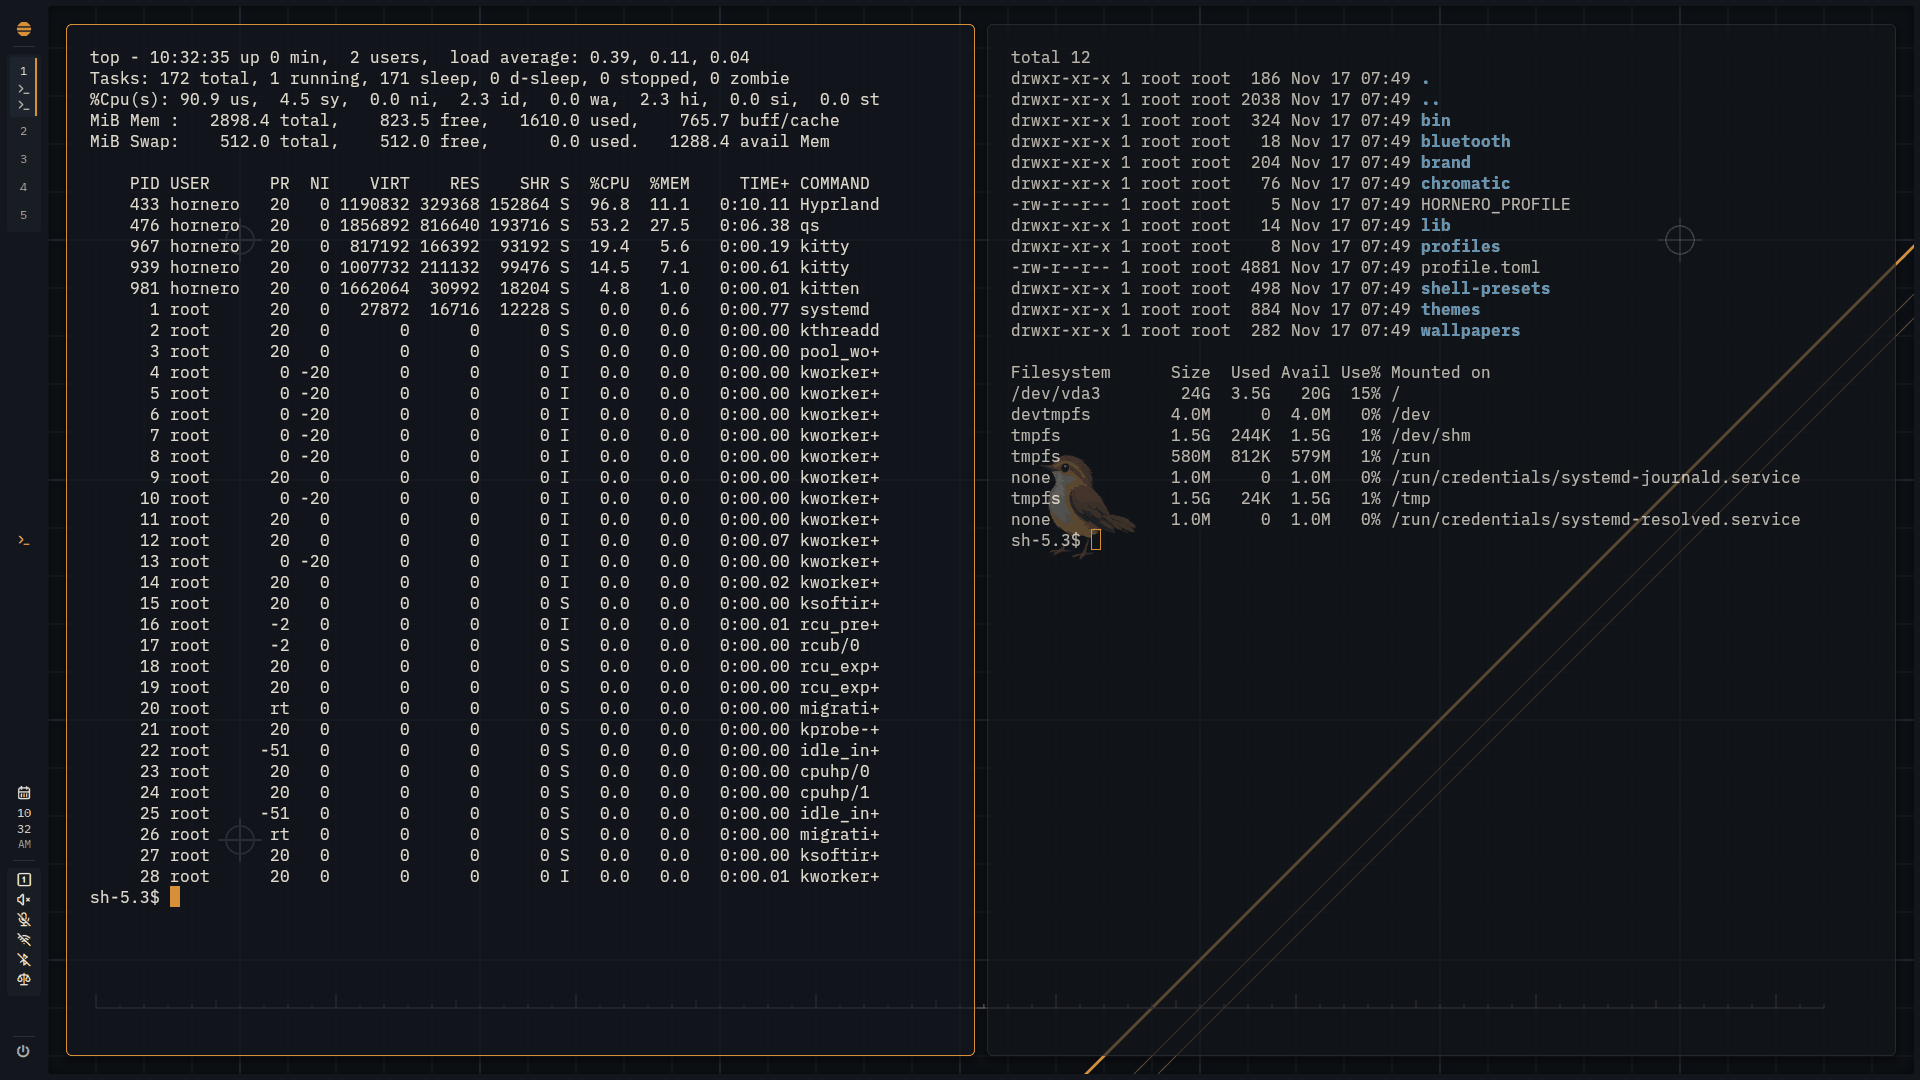 1
2
3
4
5
10
32
AM
1
top - 10:32:35 up 0 min,  2 users,  load average: 0.39, 0.11, 0.04
Tasks: 172 total, 1 running, 171 sleep, 0 d-sleep, 0 stopped, 0 zombie
%Cpu(s): 90.9 us,  4.5 sy,  0.0 ni,  2.3 id,  0.0 wa,  2.3 hi,  0.0 si,  0.0 st
MiB Mem :   2898.4 total,    823.5 free,   1610.0 used,    765.7 buff/cache
MiB Swap:    512.0 total,    512.0 free,      0.0 used.   1288.4 avail Mem
PID USER      PR  NI    VIRT    RES    SHR S  %CPU  %MEM     TIME+ COMMAND
433 hornero   20   0 1190832 329368 152864 S  96.8  11.1   0:10.11 Hyprland
476 hornero   20   0 1856892 816640 193716 S  53.2  27.5   0:06.38 qs
967 hornero   20   0  817192 166392  93192 S  19.4   5.6   0:00.19 kitty
939 hornero   20   0 1007732 211132  99476 S  14.5   7.1   0:00.61 kitty
981 hornero   20   0 1662064  30992  18204 S   4.8   1.0   0:00.01 kitten
1 root      20   0   27872  16716  12228 S   0.0   0.6   0:00.77 systemd
2 root      20   0       0      0      0 S   0.0   0.0   0:00.00 kthreadd
3 root      20   0       0      0      0 S   0.0   0.0   0:00.00 pool_wo+
4 root       0 -20       0      0      0 I   0.0   0.0   0:00.00 kworker+
5 root       0 -20       0      0      0 I   0.0   0.0   0:00.00 kworker+
6 root       0 -20       0      0      0 I   0.0   0.0   0:00.00 kworker+
7 root       0 -20       0      0      0 I   0.0   0.0   0:00.00 kworker+
8 root       0 -20       0      0      0 I   0.0   0.0   0:00.00 kworker+
9 root      20   0       0      0      0 I   0.0   0.0   0:00.00 kworker+
10 root       0 -20       0      0      0 I   0.0   0.0   0:00.00 kworker+
11 root      20   0       0      0      0 I   0.0   0.0   0:00.00 kworker+
12 root      20   0       0      0      0 I   0.0   0.0   0:00.07 kworker+
13 root       0 -20       0      0      0 I   0.0   0.0   0:00.00 kworker+
14 root      20   0       0      0      0 I   0.0   0.0   0:00.02 kworker+
15 root      20   0       0      0      0 S   0.0   0.0   0:00.00 ksoftir+
16 root      -2   0       0      0      0 I   0.0   0.0   0:00.01 rcu_pre+
17 root      -2   0       0      0      0 S   0.0   0.0   0:00.00 rcub/0
18 root      20   0       0      0      0 S   0.0   0.0   0:00.00 rcu_exp+
19 root      20   0       0      0      0 S   0.0   0.0   0:00.00 rcu_exp+
20 root      rt   0       0      0      0 S   0.0   0.0   0:00.00 migrati+
21 root      20   0       0      0      0 S   0.0   0.0   0:00.00 kprobe-+
22 root     -51   0       0      0      0 S   0.0   0.0   0:00.00 idle_in+
23 root      20   0       0      0      0 S   0.0   0.0   0:00.00 cpuhp/0
24 root      20   0       0      0      0 S   0.0   0.0   0:00.00 cpuhp/1
25 root     -51   0       0      0      0 S   0.0   0.0   0:00.00 idle_in+
26 root      rt   0       0      0      0 S   0.0   0.0   0:00.00 migrati+
27 root      20   0       0      0      0 S   0.0   0.0   0:00.00 ksoftir+
28 root      20   0       0      0      0 I   0.0   0.0   0:00.01 kworker+
sh-5.3$
total 12
drwxr-xr-x 1 root root  186 Nov 17 07:49 .
drwxr-xr-x 1 root root 2038 Nov 17 07:49 ..
drwxr-xr-x 1 root root  324 Nov 17 07:49 bin
drwxr-xr-x 1 root root   18 Nov 17 07:49 bluetooth
drwxr-xr-x 1 root root  204 Nov 17 07:49 brand
drwxr-xr-x 1 root root   76 Nov 17 07:49 chromatic
-rw-r--r-- 1 root root    5 Nov 17 07:49 HORNERO_PROFILE
drwxr-xr-x 1 root root   14 Nov 17 07:49 lib
drwxr-xr-x 1 root root    8 Nov 17 07:49 profiles
-rw-r--r-- 1 root root 4881 Nov 17 07:49 profile.toml
drwxr-xr-x 1 root root  498 Nov 17 07:49 shell-presets
drwxr-xr-x 1 root root  884 Nov 17 07:49 themes
drwxr-xr-x 1 root root  282 Nov 17 07:49 wallpapers
Filesystem      Size  Used Avail Use% Mounted on
/dev/vda3        24G  3.5G   20G  15% /
devtmpfs        4.0M     0  4.0M   0% /dev
tmpfs           1.5G  244K  1.5G   1% /dev/shm
tmpfs           580M  812K  579M   1% /run
none            1.0M     0  1.0M   0% /run/credentials/systemd-journald.service
tmpfs           1.5G   24K  1.5G   1% /tmp
none            1.0M     0  1.0M   0% /run/credentials/systemd-resolved.service
sh-5.3$